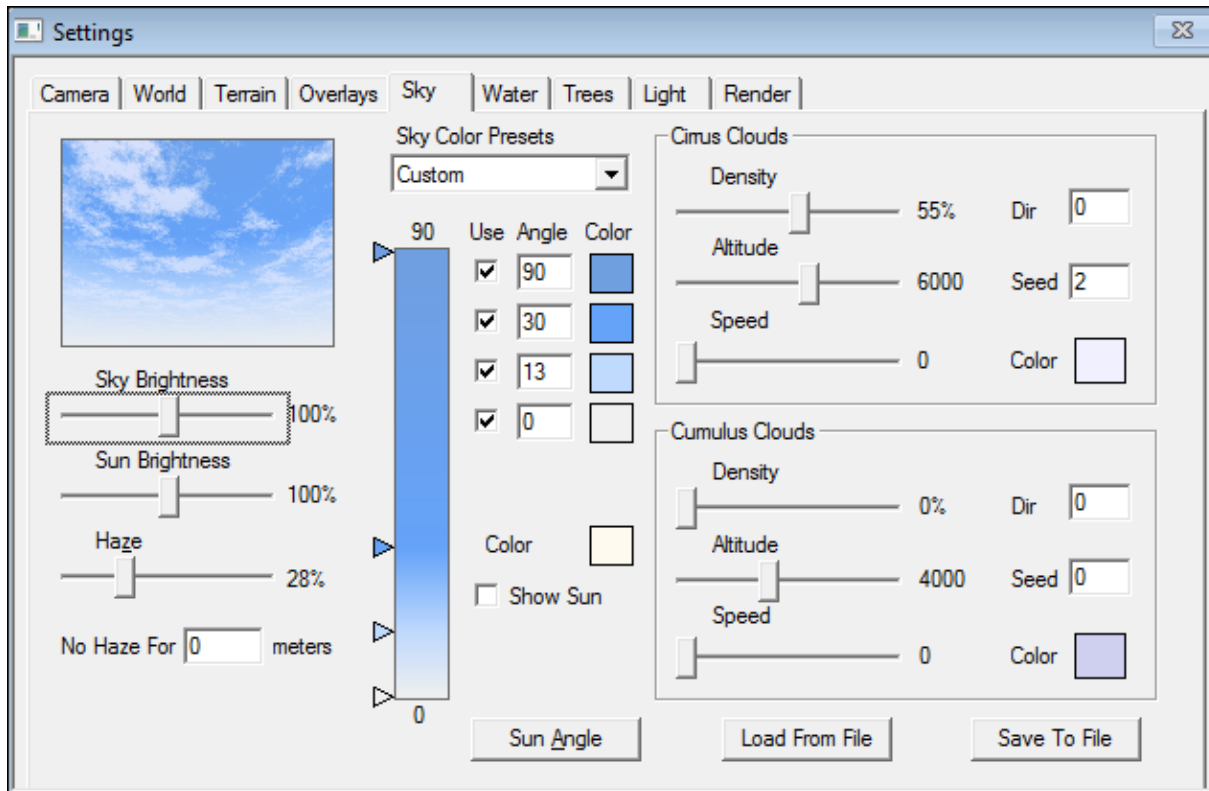 Settings
Camera World Terrain Overlays Sky Water Trees Light Render
Sky Brightness
100%
Sun Brightness
100%
Haze
28%
No Haze For 0 meters
Sky Color Presets
Custom
90
0
Use Angle Color
90
30
13
0
Color
Show Sun
Sun Angle
Cirrus Clouds
Density
55% Dir 0
Altitude
6000 Seed 2
Speed
0 Color
Cumulus Clouds
Density
0% Dir 0
Altitude
4000 Seed 0
Speed
0 Color
Load From File
Save To File